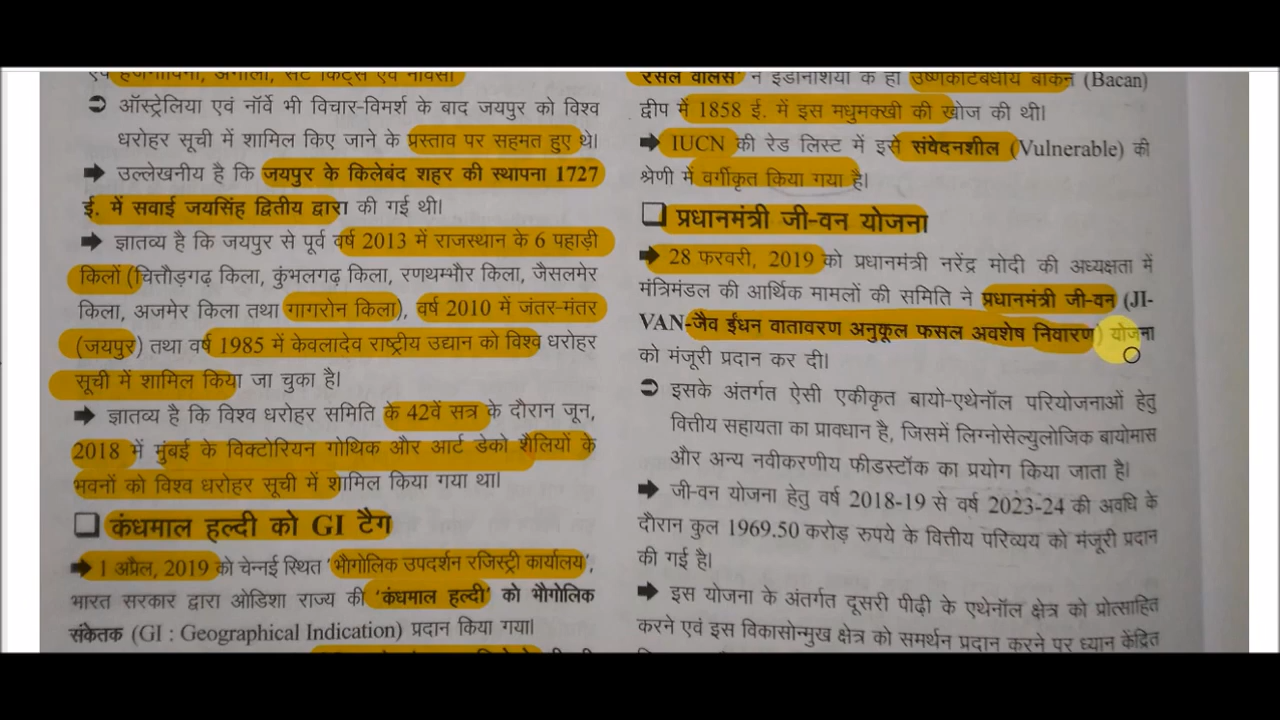 एवं हर्जेगोविना, अंगोला, सेंट किट्स एवं नेविस।
➲ ऑस्ट्रेलिया एवं नॉर्वे भी विचार-विमर्श के बाद जयपुर को विश्व
धरोहर सूची में शामिल किए जाने के प्रस्ताव पर सहमत हुए थे।
➡ उल्लेखनीय है कि जयपुर के किलेबंद शहर की स्थापना 1727
ई. में सवाई जयसिंह द्वितीय द्वारा की गई थी।
➡ ज्ञातव्य है कि जयपुर से पूर्व वर्ष 2013 में राजस्थान के 6 पहाड़ी
किलों (चित्तौड़गढ़ किला, कुंभलगढ़ किला, रणथम्भौर किला, जैसलमेर
किला, अजमेर किला तथा गागरोन किला), वर्ष 2010 में जंतर-मंतर
(जयपुर) तथा वर्ष 1985 में केवलादेव राष्ट्रीय उद्यान को विश्व धरोहर
सूची में शामिल किया जा चुका है।
➡ ज्ञातव्य है कि विश्व धरोहर समिति के 42वें सत्र के दौरान जून,
2018 में मुंबई के विक्टोरियन गोथिक और आर्ट डेको शैलियों के
भवनों को विश्व धरोहर सूची में शामिल किया गया था।
❑ कंधमाल हल्दी को GI टैग
➡ 1 अप्रैल, 2019 को चेन्नई स्थित 'भौगोलिक उपदर्शन रजिस्ट्री कार्यालय',
भारत सरकार द्वारा ओडिशा राज्य की 'कंधमाल हल्दी' को भौगोलिक
संकेतक (GI : Geographical Indication) प्रदान किया गया।
रसेल वॉलेस' ने इंडोनेशिया के ही उष्णकटिबंधीय बाकन (Bacan)
द्वीप में 1858 ई. में इस मधुमक्खी की खोज की थी।
➡ IUCN की रेड लिस्ट में इसे संवेदनशील (Vulnerable) की
श्रेणी में वर्गीकृत किया गया है।
❑ प्रधानमंत्री जी-वन योजना
➡ 28 फरवरी, 2019 को प्रधानमंत्री नरेंद्र मोदी की अध्यक्षता में
मंत्रिमंडल की आर्थिक मामलों की समिति ने प्रधानमंत्री जी-वन (JI-
VAN-जैव ईंधन वातावरण अनुकूल फसल अवशेष निवारण) योजना
को मंजूरी प्रदान कर दी।
➲ इसके अंतर्गत ऐसी एकीकृत बायो-एथेनॉल परियोजनाओं हेतु
वित्तीय सहायता का प्रावधान है, जिसमें लिग्नोसेल्युलोजिक बायोमास
और अन्य नवीकरणीय फीडस्टॉक का प्रयोग किया जाता है।
➡ जी-वन योजना हेतु वर्ष 2018-19 से वर्ष 2023-24 की अवधि के
दौरान कुल 1969.50 करोड़ रुपये के वित्तीय परिव्यय को मंजूरी प्रदान
की गई है।
➡ इस योजना के अंतर्गत दूसरी पीढ़ी के एथेनॉल क्षेत्र को प्रोत्साहित
करने एवं इस विकासोन्मुख क्षेत्र को समर्थन प्रदान करने पर ध्यान केंद्रित